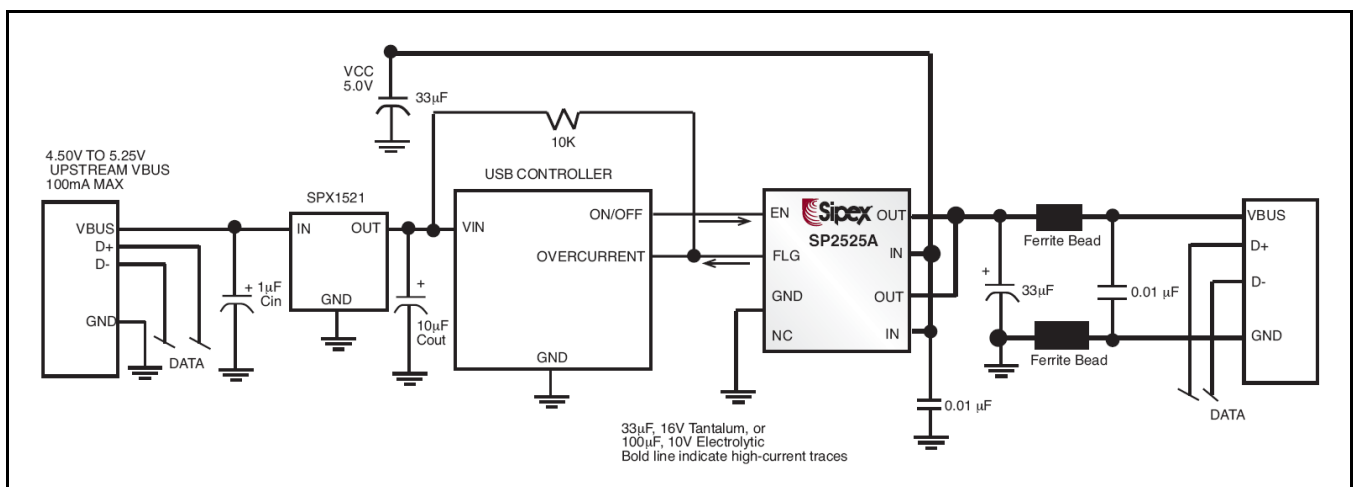 VCC
5.0V
33µF
10K
4.50V TO 5.25V
UPSTREAM VBUS
100mA MAX
VBUS
D+
D-
GND
DATA
+ 1µF
Cin
SPX1521
IN
OUT
GND
+
10µF
Cout
USB CONTROLLER
VIN
ON/OFF
OVERCURRENT
GND
Sipex
SP2525A
EN
FLG
GND
NC
OUT
IN
OUT
IN
0.01 µF
+
33µF
Ferrite Bead
Ferrite Bead
0.01 µF
VBUS
D+
D-
GND
DATA
33µF, 16V Tantalum, or
100µF, 10V Electrolytic
Bold line indicate high-current traces